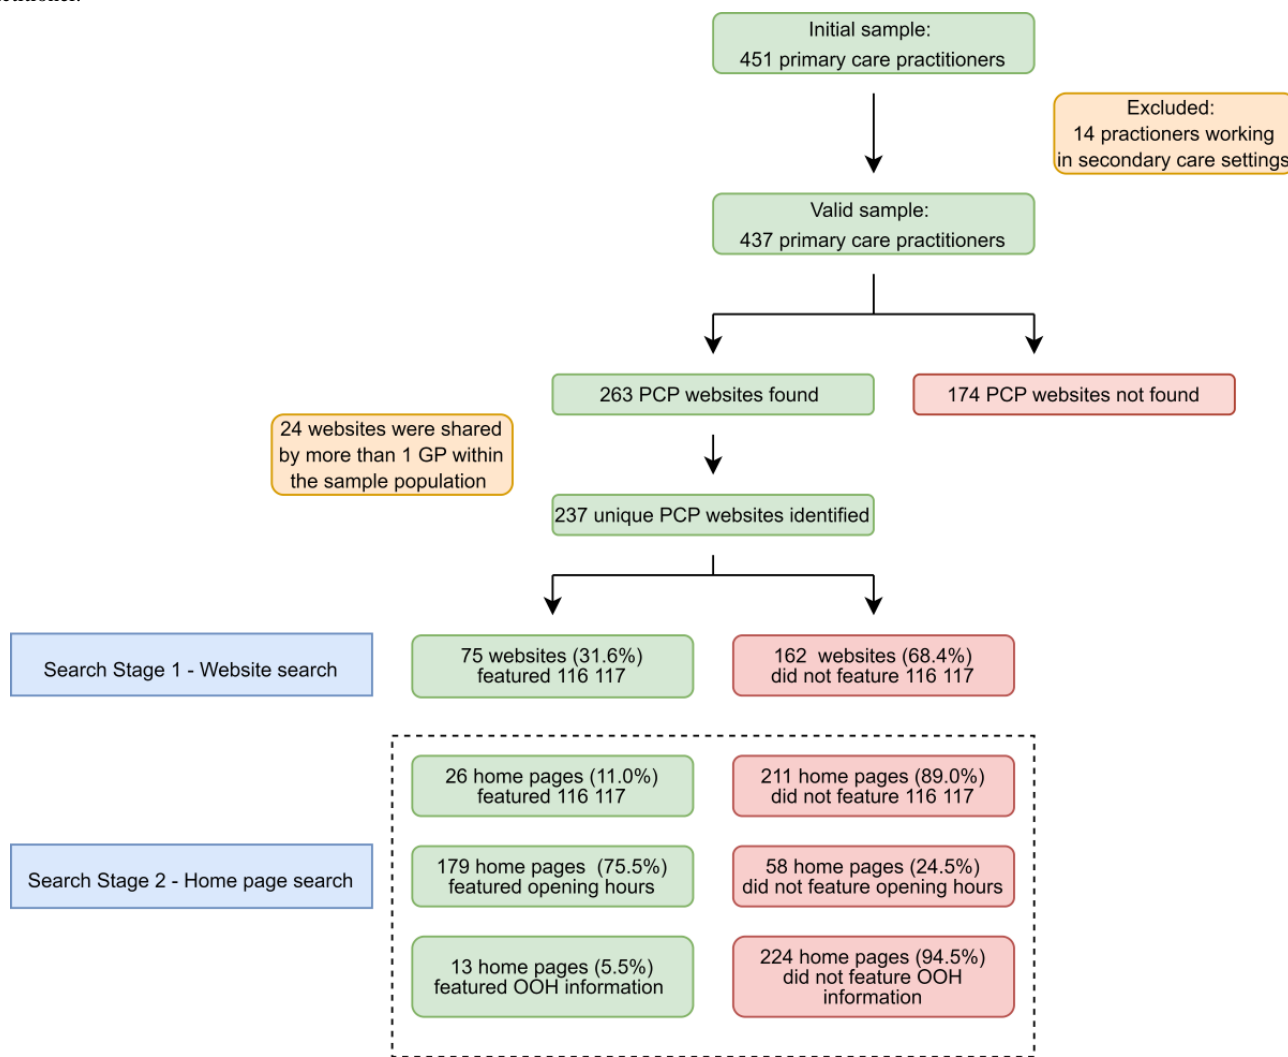 Initial sample:
451 primary care practitioners
Excluded:
14 practioners working
in secondary care settings
Valid sample:
437 primary care practitioners
263 PCP websites found
174 PCP websites not found
24 websites were shared
by more than 1 GP within
the sample population
237 unique PCP websites identified
Search Stage 1 - Website search
75 websites (31.6%)
featured 116 117
162 websites (68.4%)
did not feature 116 117
26 home pages (11.0%)
featured 116 117
211 home pages (89.0%)
did not feature 116 117
Search Stage 2 - Home page search
179 home pages (75.5%)
featured opening hours
58 home pages (24.5%)
did not feature opening hours
13 home pages (5.5%)
featured OOH information
224 home pages (94.5%)
did not feature OOH
information